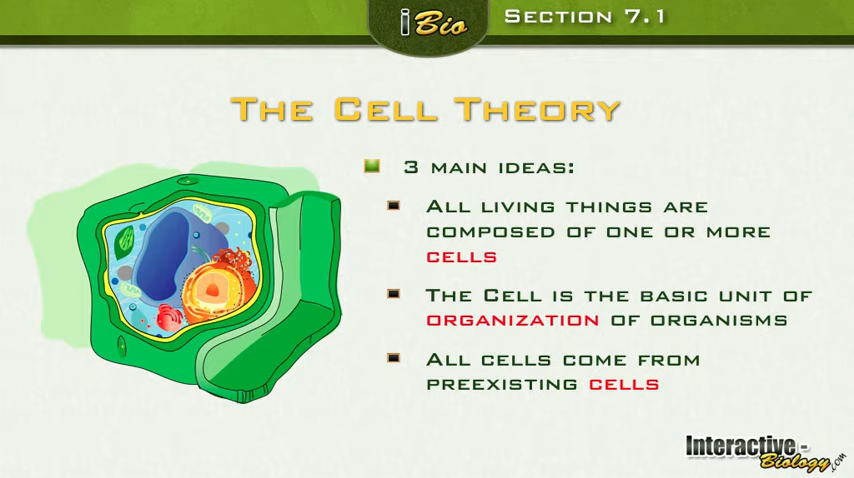 iBio
Section 7.1
The Cell Theory
3 main ideas:
All living things are
composed of one or more
cells
The Cell is the basic unit of
organization of organisms
All cells come from
preexisting cells
Interactive-
Biology.com